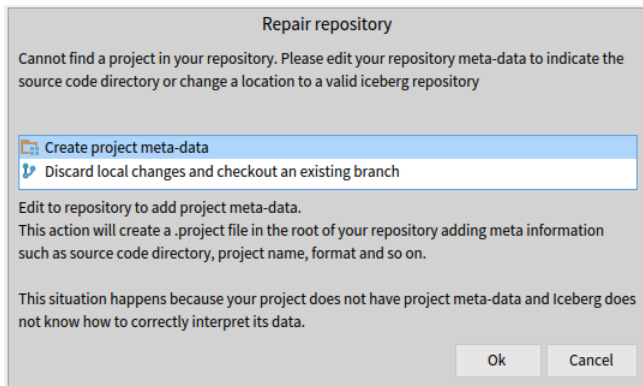 Repair repository
Cannot find a project in your repository. Please edit your repository meta-data to indicate the
source code directory or change a location to a valid iceberg repository
Create project meta-data
Discard local changes and checkout an existing branch
Edit to repository to add project meta-data.
This action will create a .project file in the root of your repository adding meta information
such as source code directory, project name, format and so on.
This situation happens because your project does not have project meta-data and Iceberg does
not know how to correctly interpret its data.
Ok Cancel